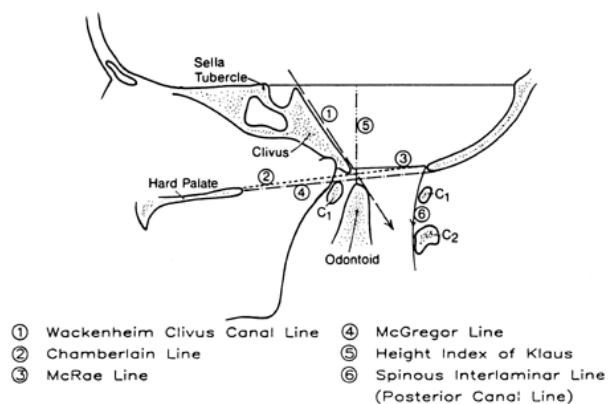 Sella
Tubercle
①
⑤
Clivus
③
②
Hard Palate
④
C1
C1
⑥
C2
Odontoid
① Wackenheim Clivus Canal Line
② Chamberlain Line
③ McRae Line
④ McGregor Line
⑤ Height Index of Klaus
⑥ Spinous Interlaminar Line
(Posterior Canal Line)